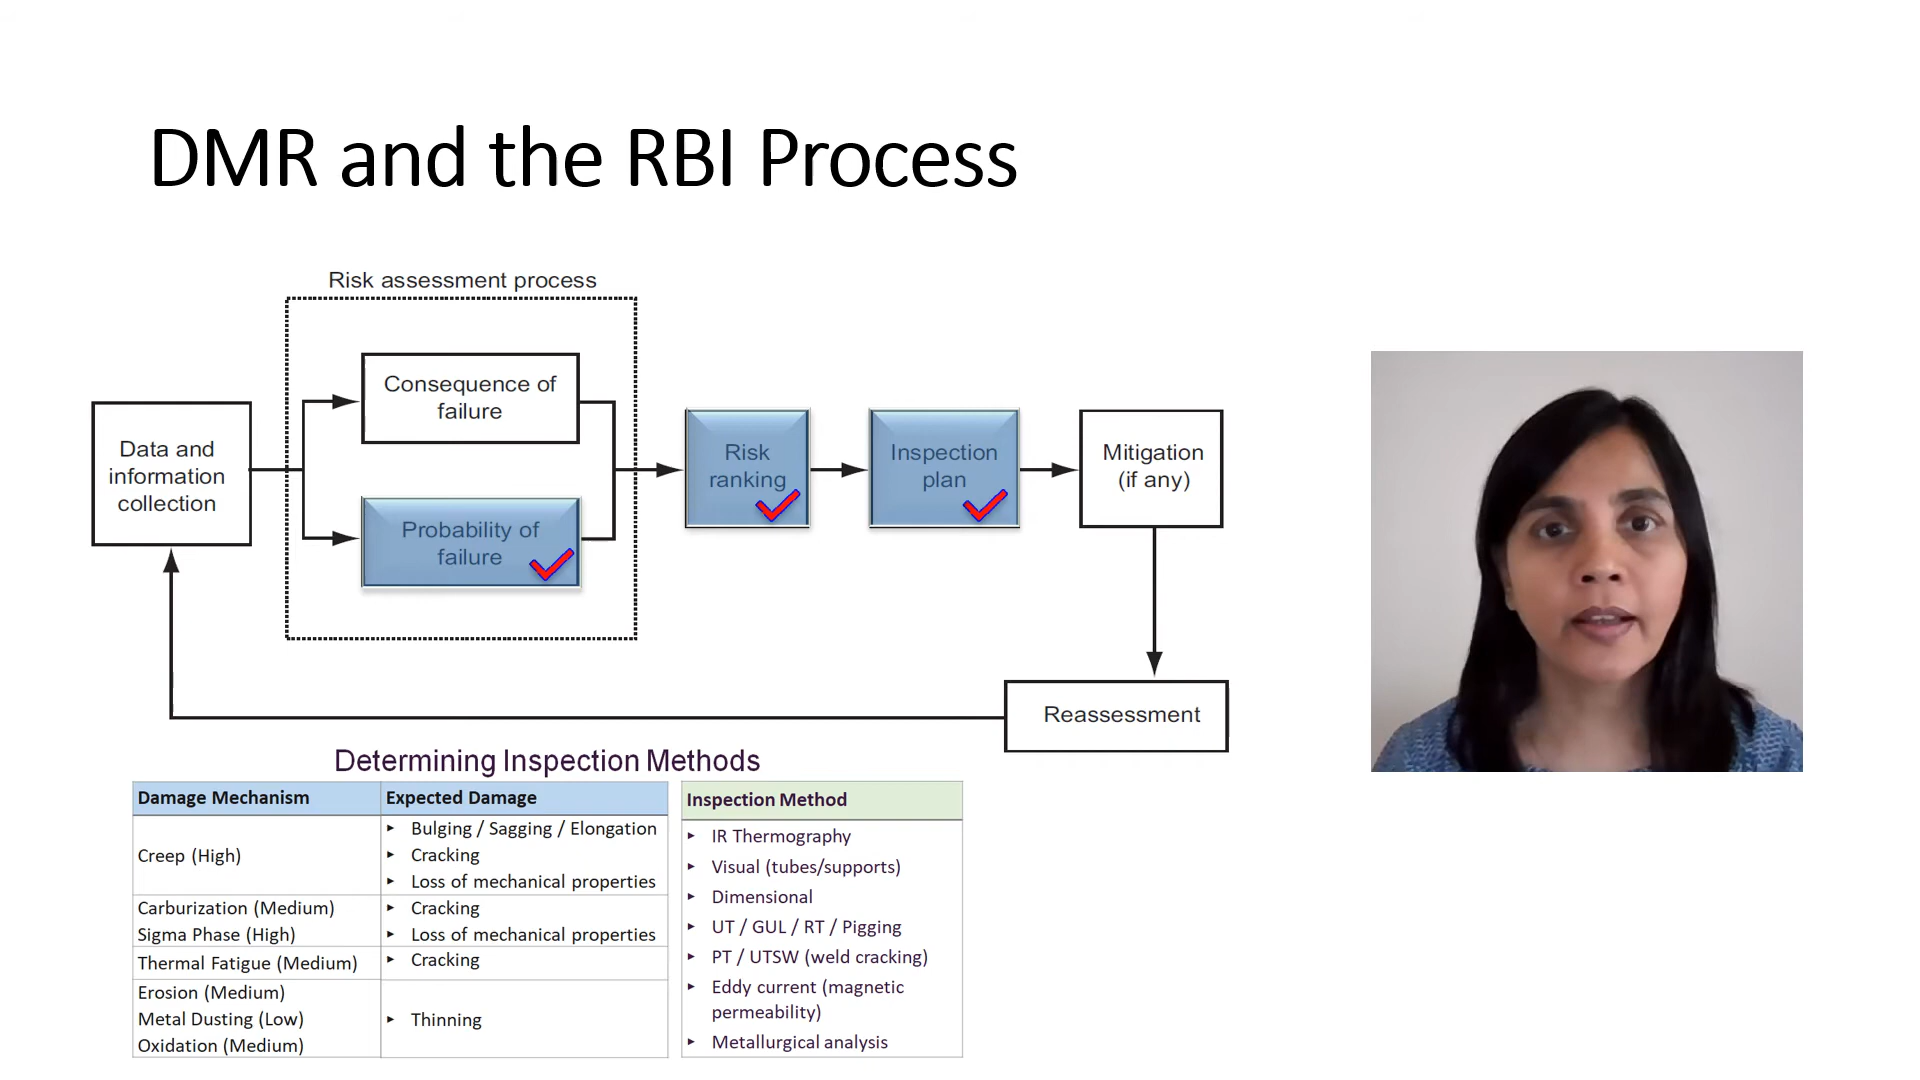 DMR and the RBI Process
Risk assessment process
Data and
information
collection
Consequence of
failure
Probability of
failure
Risk
ranking
Inspection
plan
Mitigation
(if any)
Reassessment
Determining Inspection Methods
Damage Mechanism
Expected Damage
Creep (High)
Bulging / Sagging / Elongation
Cracking
Loss of mechanical properties
Carburization (Medium)
Sigma Phase (High)
Cracking
Loss of mechanical properties
Thermal Fatigue (Medium)
Cracking
Erosion (Medium)
Metal Dusting (Low)
Oxidation (Medium)
Thinning
Inspection Method
IR Thermography
Visual (tubes/supports)
Dimensional
UT / GUL / RT / Pigging
PT / UTSW (weld cracking)
Eddy current (magnetic
permeability)
Metallurgical analysis